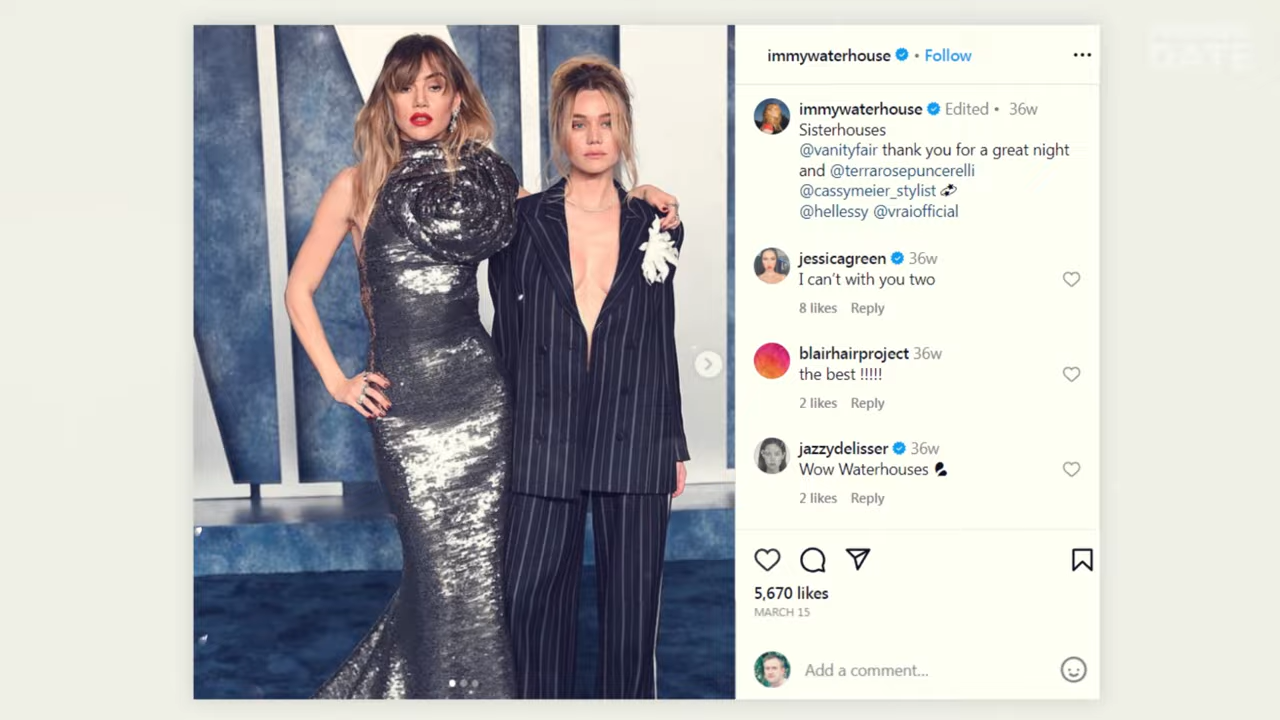 DATE
immywaterhouse • Follow
immywaterhouse Edited • 36w
Sisterhouses
@vanityfair thank you for a great night
and @terrarosepuncerelli
@cassymeier_stylist
@hellessy @vraiofficial
jessicagreen 36w
I can't with you two
8 likes Reply
blairhairproject 36w
the best !!!!!
2 likes Reply
jazzydelisser 36w
Wow Waterhouses
2 likes Reply
5,670 likes
MARCH 15
Add a comment...